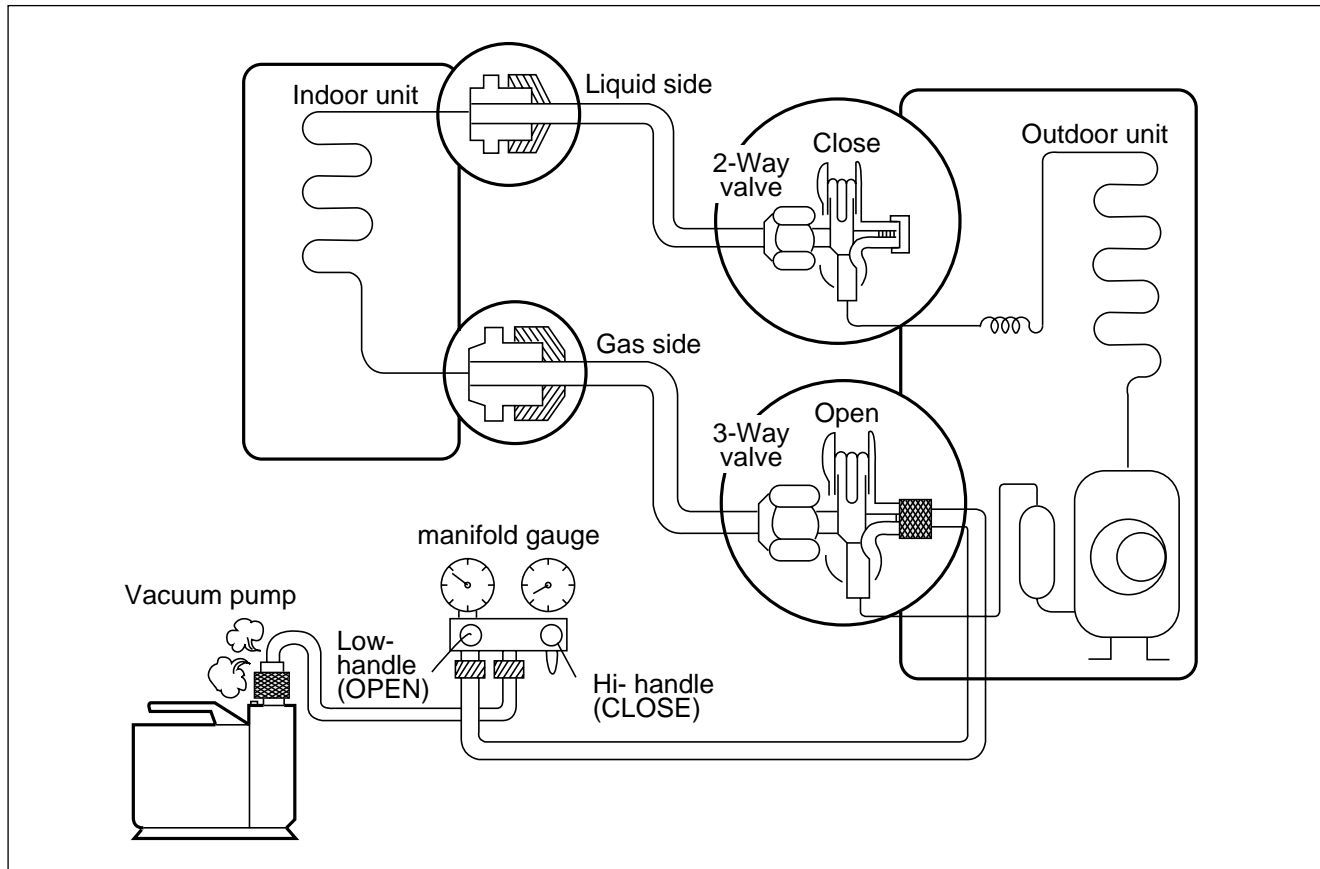 Indoor unit
Liquid side
2-Way
valve
Close
Outdoor unit
Gas side
3-Way
valve
Open
manifold gauge
Vacuum pump
Low-
handle
(OPEN)
Hi- handle
(CLOSE)